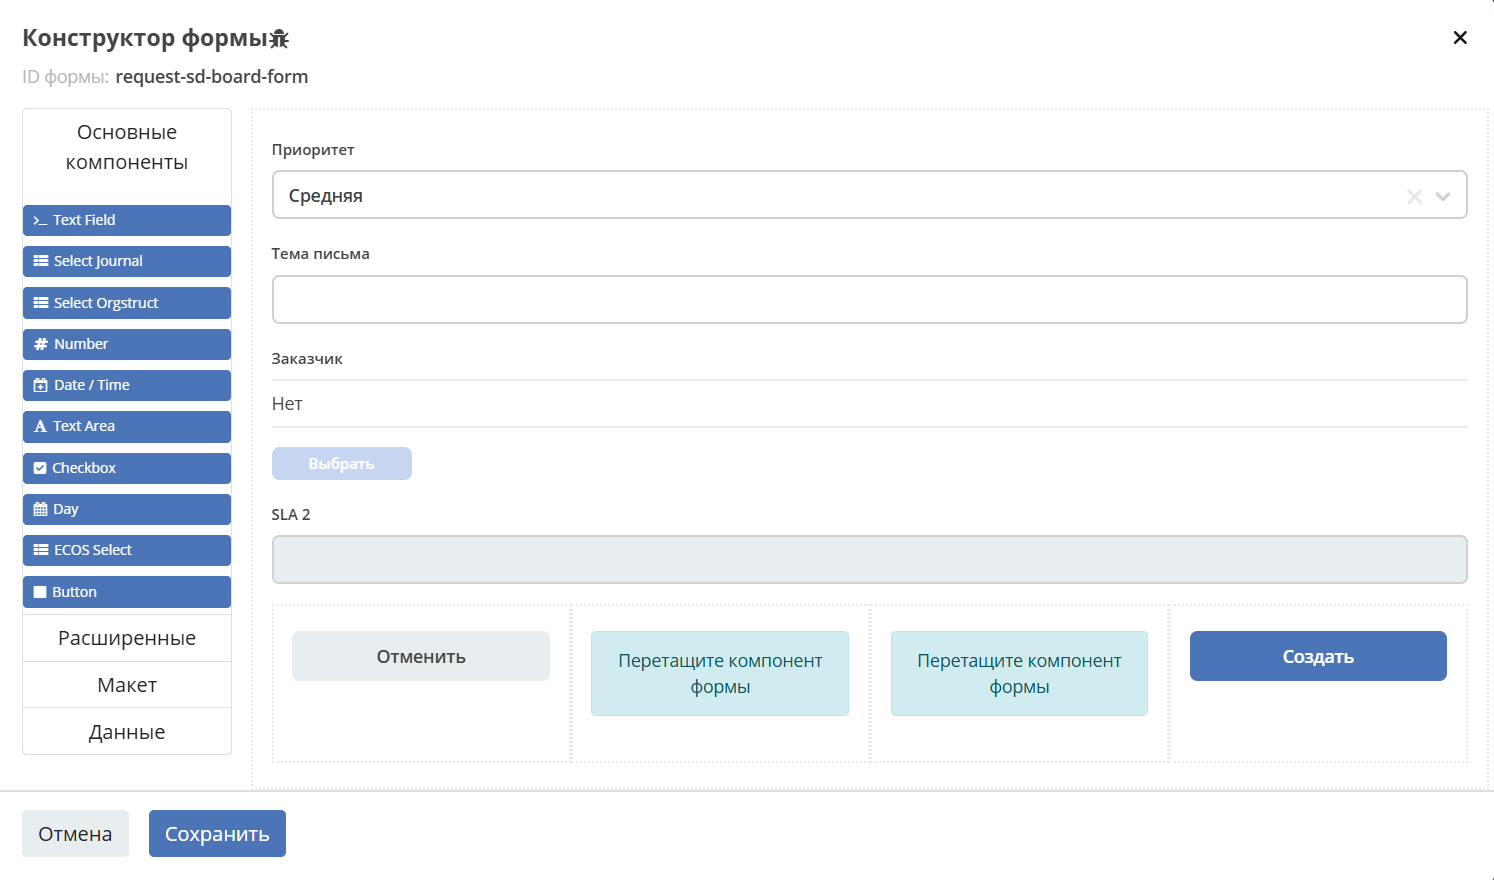 Конструктор формы
ID формы: request-sd-board-form
Основные
компоненты
Text Field
Select Journal
Select Orgstruct
Number
Date / Time
Text Area
Checkbox
Day
ECOS Select
Button
Расширенные
Макет
Данные
Приоритет
Средняя
Тема письма
Заказчик
Нет
Выбрать
SLA 2
Отменить
Перетащите компонент
формы
Перетащите компонент
формы
Создать
Отмена
Сохранить